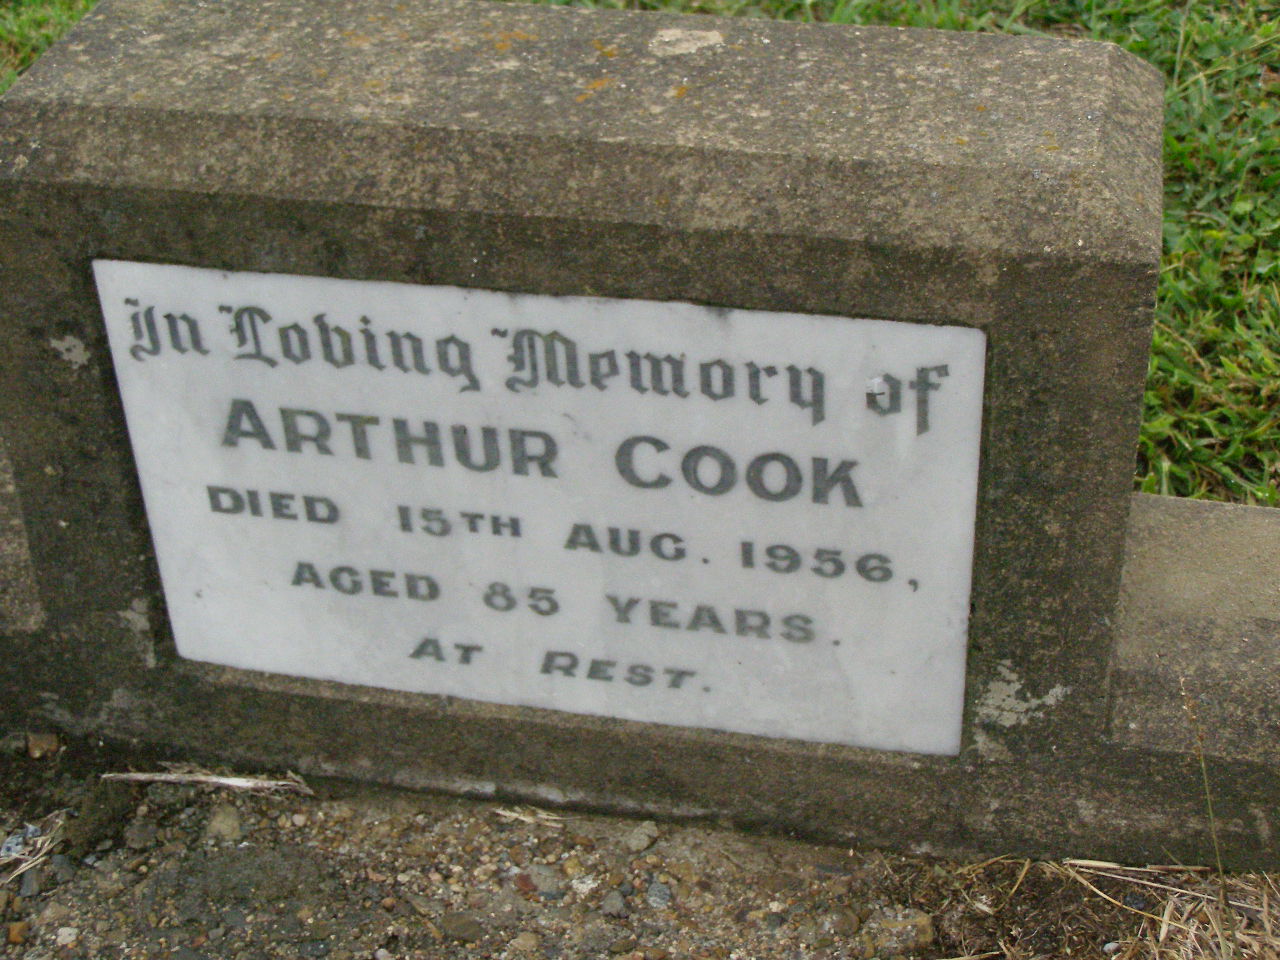 In Loving Memory of
ARTHUR COOK
DIED 15TH AUG. 1956,
AGED 85 YEARS.
AT REST.